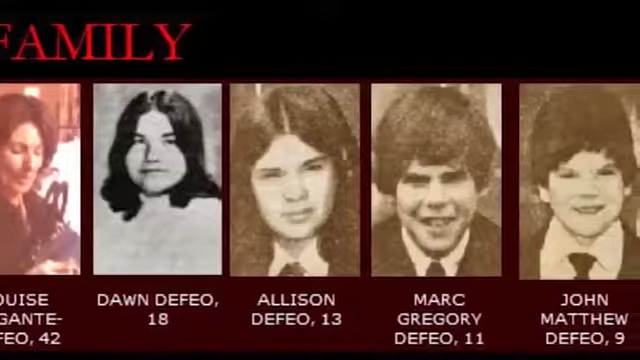 FAMILY
OUISE
GANTE-
FEO, 42
DAWN DEFEO,
18
ALLISON
DEFEO, 13
MARC
GREGORY
DEFEO, 11
JOHN
MATTHEW
DEFEO, 9